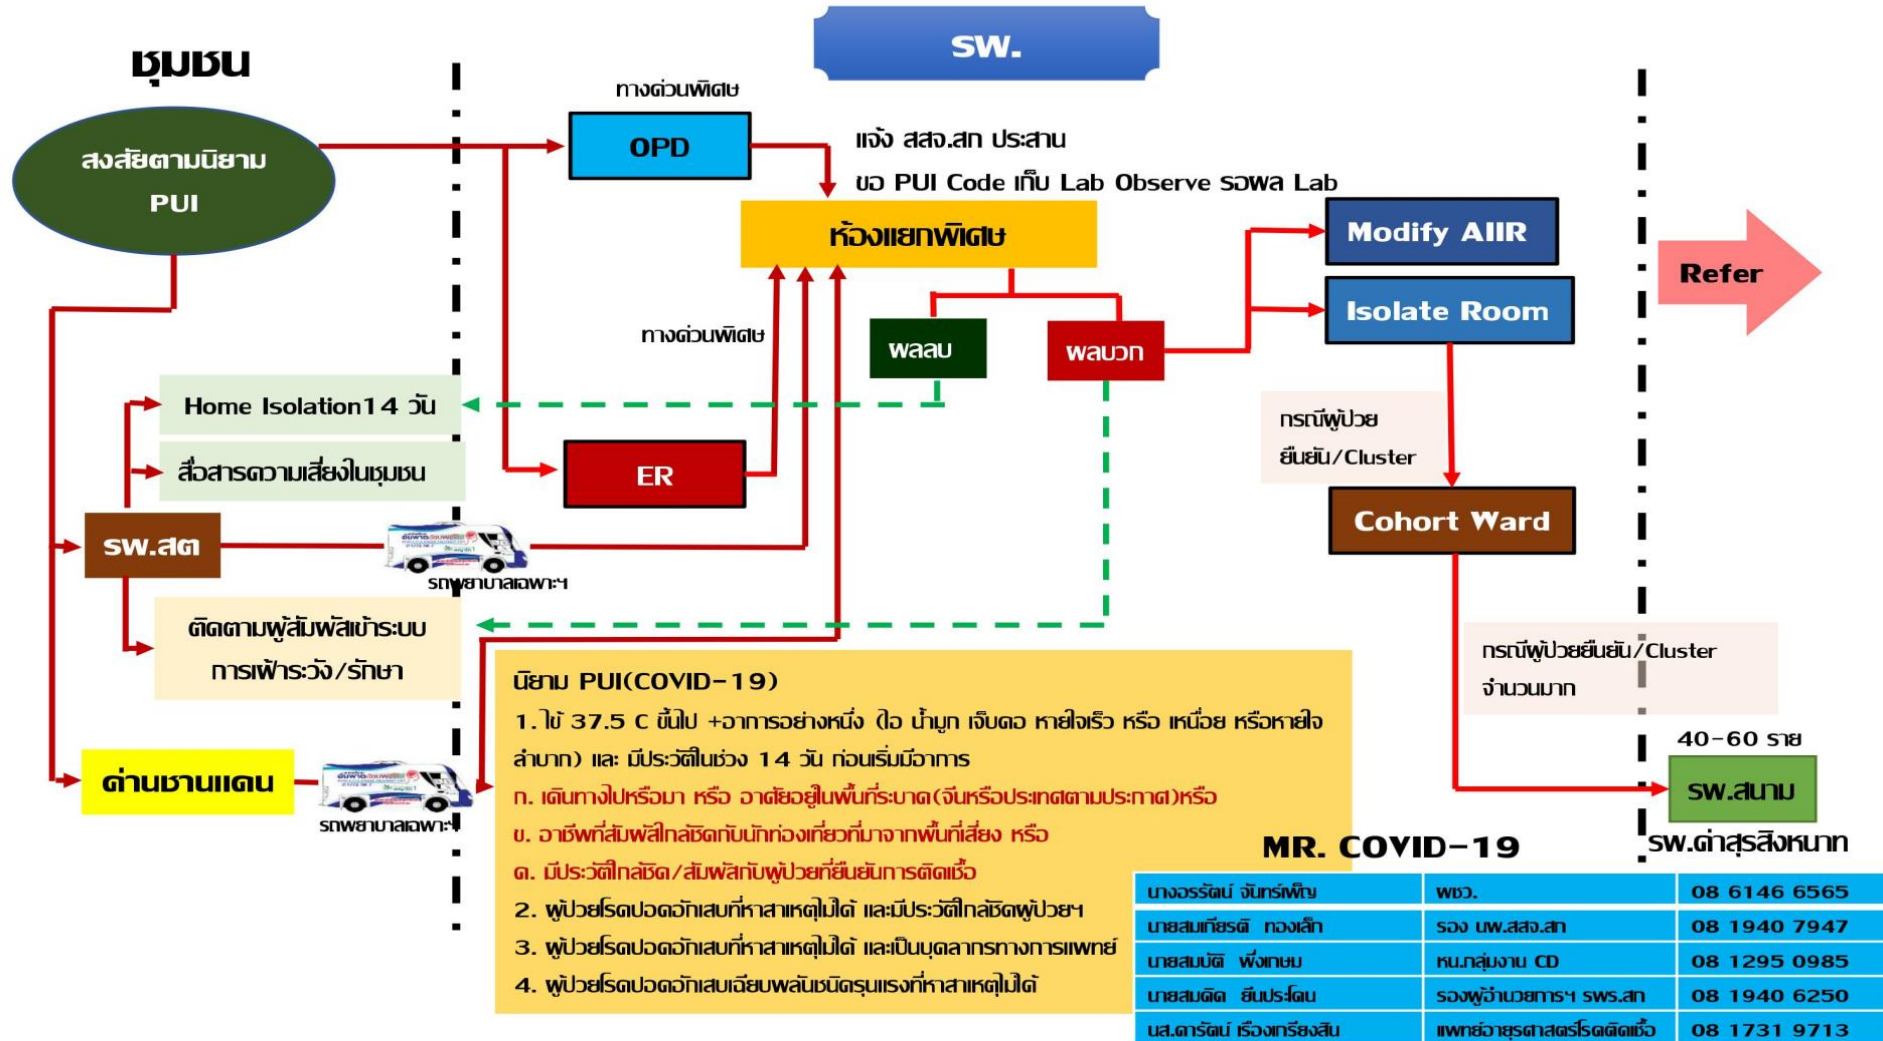 ชุมชน
รพ.
ทางด่วนพิเศษ
สงสัยตามนิยาม
PUI
OPD
แจ้ง สสจ.สก ประสาน
ขอ PUI Code เก็บ Lab Observe รอผล Lab
ห้องแยกพิเศษ
Modify AIIR
Refer
Isolate Room
ทางด่วนพิเศษ
ผลลบ
ผลบวก
Home Isolation14 วัน
กรณีผู้ป่วย
ยืนยัน/Cluster
สื่อสารความเสี่ยงในชุมชน
ER
Cohort Ward
รพ.สต
รถพยาบาลเฉพาะฯ
ติดตามผู้สัมผัสเข้าระบบ
การเฝ้าระวัง/รักษา
กรณีผู้ป่วยยืนยัน/Cluster
จำนวนมาก
นิยาม PUI(COVID-19)
1. ไข้ 37.5 C ขึ้นไป +อาการอย่างหนึ่ง (ไอ น้ำมูก เจ็บคอ หายใจเร็ว หรือ เหนื่อย หรือหายใจ
ลำบาก) และ มีประวัติในช่วง 14 วัน ก่อนเริ่มมีอาการ
ก. เดินทางไปหรือมา หรือ อาศัยอยู่ในพื้นที่ระบาด(จีนหรือประเทศตามประกาศ)หรือ
ข. อาชีพที่สัมผัสใกล้ชิดกับนักท่องเที่ยวที่มาจากพื้นที่เสี่ยง หรือ
ค. มีประวัติใกล้ชิด/สัมผัสกับผู้ป่วยที่ยืนยันการติดเชื้อ
2. ผู้ป่วยโรคปอดอักเสบที่หาสาเหตุไม่ได้ และมีประวัติใกล้ชิดผู้ป่วยฯ
3. ผู้ป่วยโรคปอดอักเสบที่หาสาเหตุไม่ได้ และเป็นบุคลากรทางการแพทย์
4. ผู้ป่วยโรคปอดอักเสบเฉียบพลันชนิดรุนแรงที่หาสาเหตุไม่ได้
ด่านชานแดน
รถพยาบาลเฉพาะฯ
40-60 ราย
รพ.สนาม
รพ.ค่าสุรสิงหนาท
MR. COVID-19
นางอรรัตน์ จันทร์เพ็ญ พชว. 08 6146 6565
นายสมเกียรติ ทองเล็ก รอง นพ.สสจ.สก 08 1940 7947
นายสมบัติ พึ่งเกษม หน.กลุ่มงาน CD 08 1295 0985
นายสมคิด ยืนประโคน รองผู้อำนวยการฯ รพร.สก 08 1940 6250
นส.ดารัตน์ เรืองเกรียงสิน แพทย์อายุรศาสตร์โรคติดเชื้อ 08 1731 9713